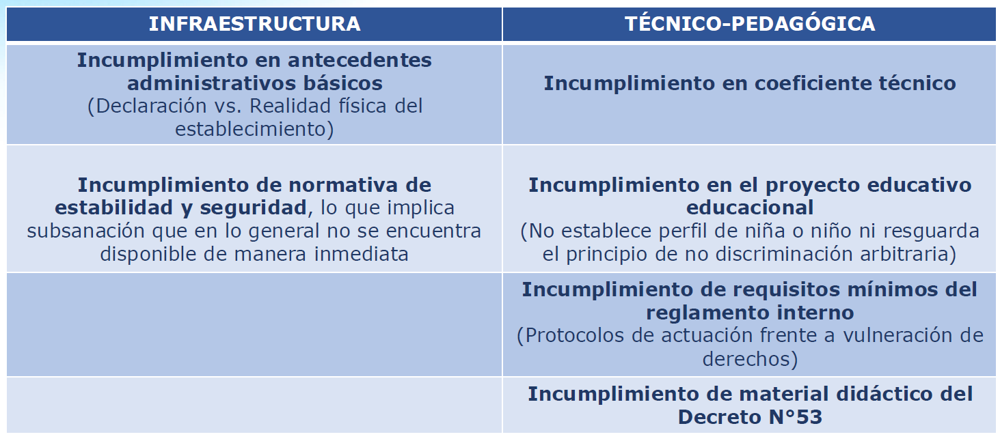 INFRAESTRUCTURA
TÉCNICO-PEDAGÓGICA
Incumplimiento en antecedentes
administrativos básicos
(Declaración vs. Realidad física del
establecimiento)
Incumplimiento en coeficiente técnico
Incumplimiento de normativa de
estabilidad y seguridad, lo que implica
subsanación que en lo general no se encuentra
disponible de manera inmediata
Incumplimiento en el proyecto educativo
educacional
(No establece perfil de niña o niño ni resguarda
el principio de no discriminación arbitraria)
Incumplimiento de requisitos mínimos del
reglamento interno
(Protocolos de actuación frente a vulneración de
derechos)
Incumplimiento de material didáctico del
Decreto N°53